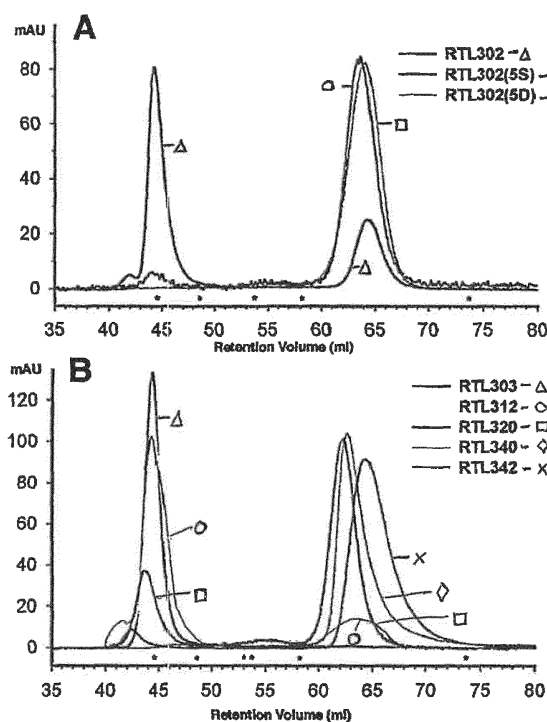 A
mAU
RTL302 – Δ
RTL302(5S) –
RTL302(5D) –
80
60
40
20
0
Δ
O
□
Δ
* * * * *
35 40 45 50 55 60 65 70 75 80
Retention Volume (ml)
B
mAU
RTL303 – Δ
RTL312 – O
RTL320 – □
RTL340 – ◇
RTL342 – X
120
100
80
60
40
20
0
Δ
O
□
X
◇
□
O
* * * * * *
35 40 45 50 55 60 65 70 75 80
Retention Volume (ml)